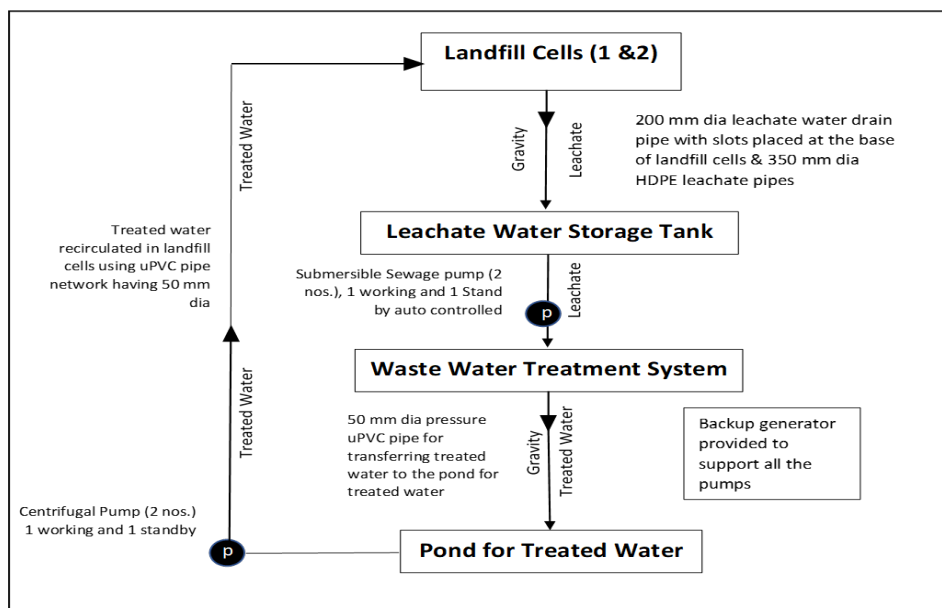 Landfill Cells (1 &2)
Treated Water
Gravity
Leachate
200 mm dia leachate water drain
pipe with slots placed at the base
of landfill cells & 350 mm dia
HDPE leachate pipes
Treated water
recirculated in landfill
cells using uPVC pipe
network having 50 mm
dia
Leachate Water Storage Tank
Submersible Sewage pump (2
nos.), 1 working and 1 Stand
by auto controlled
p
Leachate
Waste Water Treatment System
Treated Water
50 mm dia pressure
uPVC pipe for
transferring treated
water to the pond for
treated water
Gravity
Treated Water
Backup generator
provided to
support all the
pumps
Centrifugal Pump (2 nos.)
1 working and 1 standby
p
Pond for Treated Water